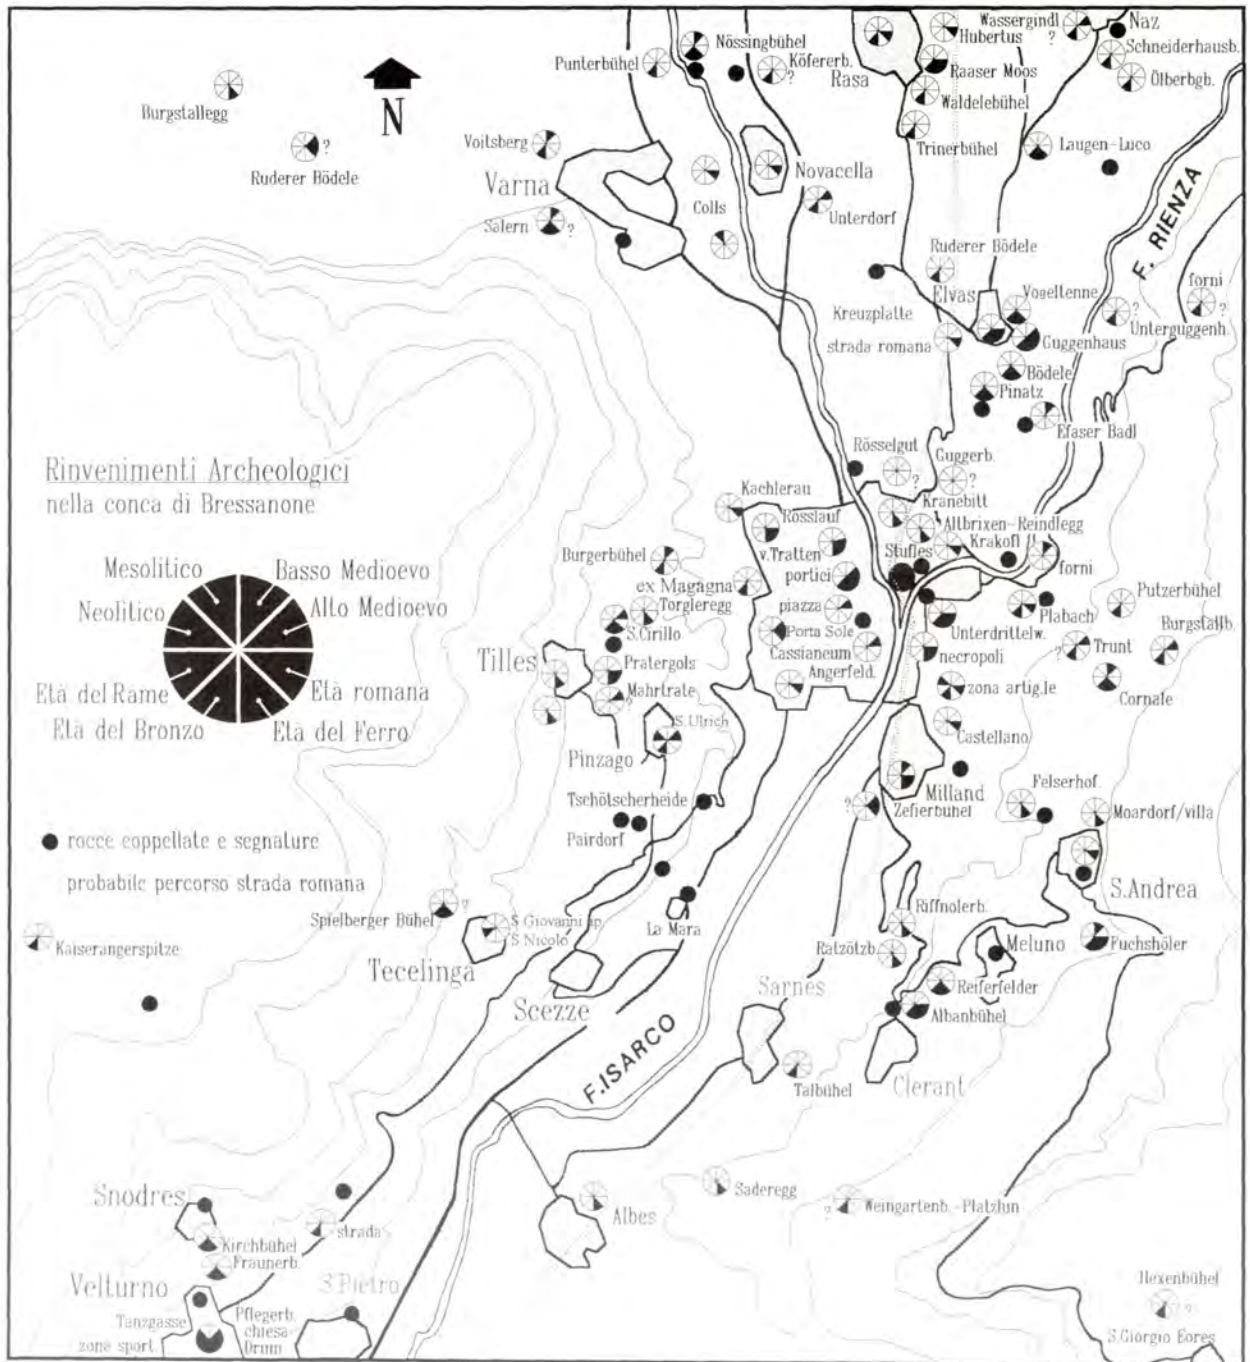 Wassergindl
Naz
Nössingbühel
Hubertus
?
Schneiderhausb.
Punterbühel
Köfererb.
?
Rasa
Raaser Moos
Ölberbgb.
Burgstallegg
N
Waldelebühel
Voitsberg
Trinerbühel
Laugen-Luco
?
Ruderer Bödele
Varna
Novacella
F. RIENZA
Colls
Unterdorf
Salern
?
Ruderer Bödele
forni
Elvas
Vogeltenne
?
?
Kreuzplatte
Unterguggenh.
strada romana
Guggenhaus
Bödele
Pinatz
Efaser Badl
Rinvenimenti Archeologici
nella conca di Bressanone
Rösselgut
Guggerb.
?
?
Kachlerau
Kranebitt
Rösslauf
Altbrixen-Reindlegg
v.Tratten
Krakofl
Stufles
Burgerbühel
forni
Mesolitico
Basso Medioevo
portici
ex Magagna
Neolitico
Alto Medioevo
Torgleregg
piazza
Plabach
Putzerbühel
S.Cirillo
Porta Sole
Unterdrittelw.
Burgstallb.
Tilles
Cassianeum
necropoli
?
Trunt
Pratergols
Angerfeld.
Età del Rame
Età romana
Mahrtrate
?
zona artig.le
Cornale
Età del Bronzo
Età del Ferro
S.Ulrich
Castellano
Pinzago
Milland
Felserhof.
Tschötscherheide
?
Zefferbühel
Moardorf/villa
rocce coppellate e segnature
Pairdorf
probabile percorso strada romana
S.Andrea
Spielberger Bühel
?
S Giovanni ap.
S Nicolo
La Mara
Riffnolerb.
Kaiserangerspitze
Ratzötzb.
Meluno
Fuchshöler
Tecelinga
Sarnes
Reiferfelder
Scezze
Albanbühel
F.ISARCO
Talbühel
Clerant
Snodres
Saderegg
Albes
?
Weingartenb.-Platzlun
strada
Kirchbühel
Fraunerb.
Velturno
S.Pietro
Hexenbühel
?
Tanzgasse
zone sport.
Pflegerb.
chiesa
Drum
S.Giorgio Eores